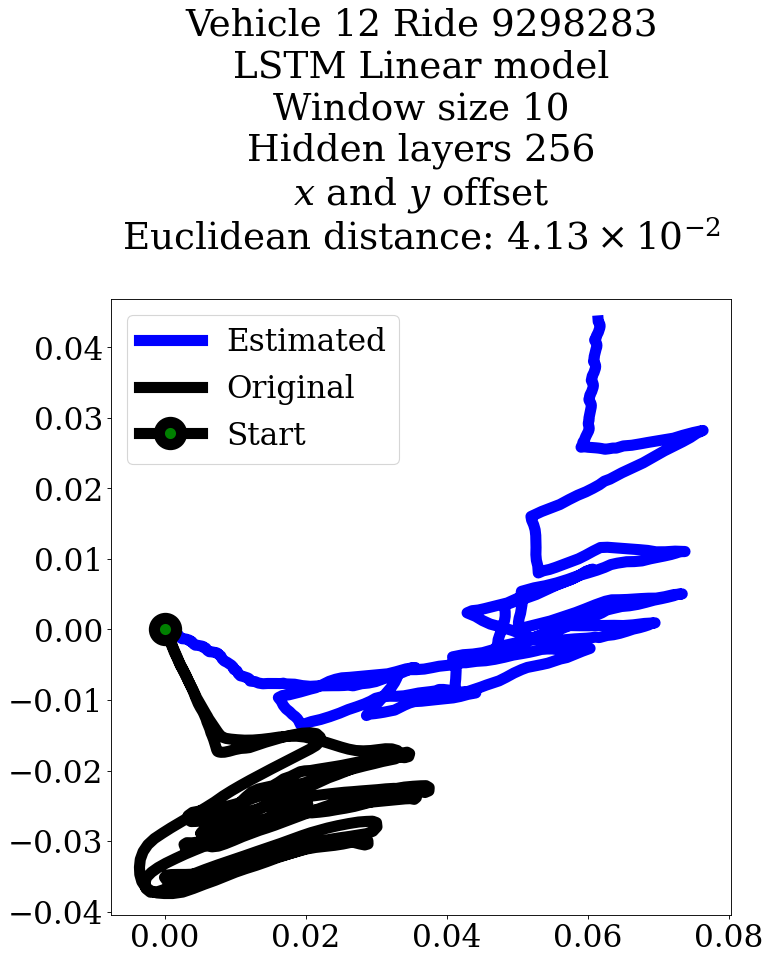 Vehicle 12 Ride 9298283
LSTM Linear model
Window size 10
Hidden layers 256
x and y offset
Euclidean distance: 4.13 × 10⁻²
Estimated
Original
Start
0.04
0.03
0.02
0.01
0.00
−0.01
−0.02
−0.03
−0.04
0.00 0.02 0.04 0.06 0.08